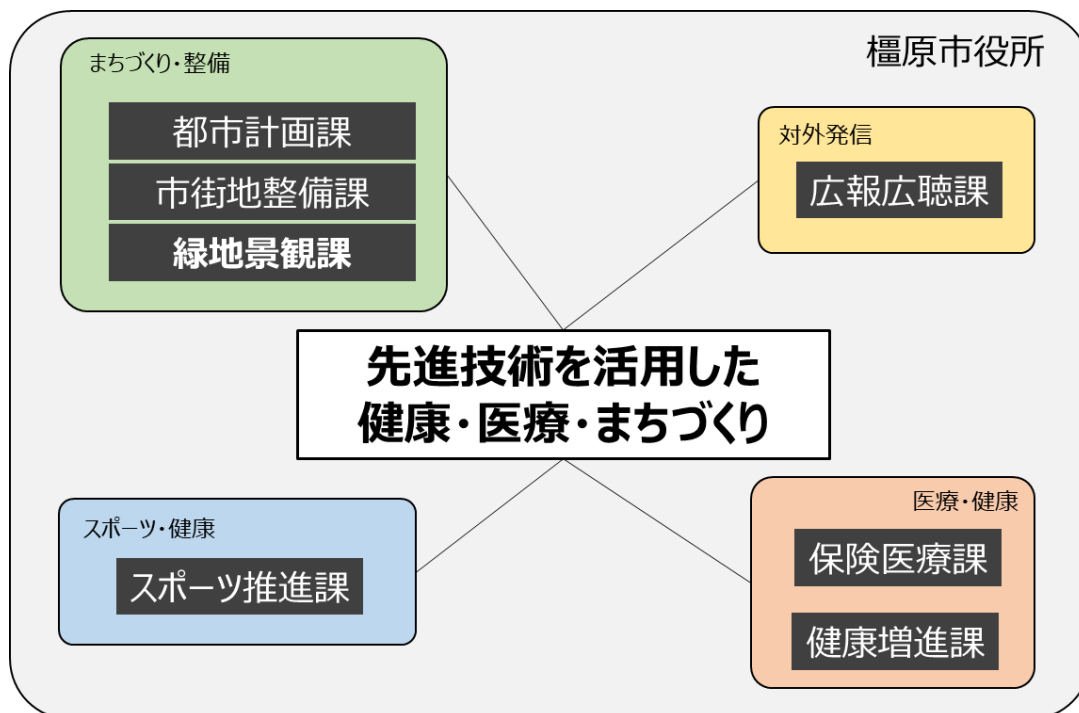 橿原市役所
まちづくり・整備
都市計画課
市街地整備課
緑地景観課
対外発信
広報広聴課
先進技術を活用した
健康・医療・まちづくり
スポーツ・健康
スポーツ推進課
医療・健康
保険医療課
健康増進課